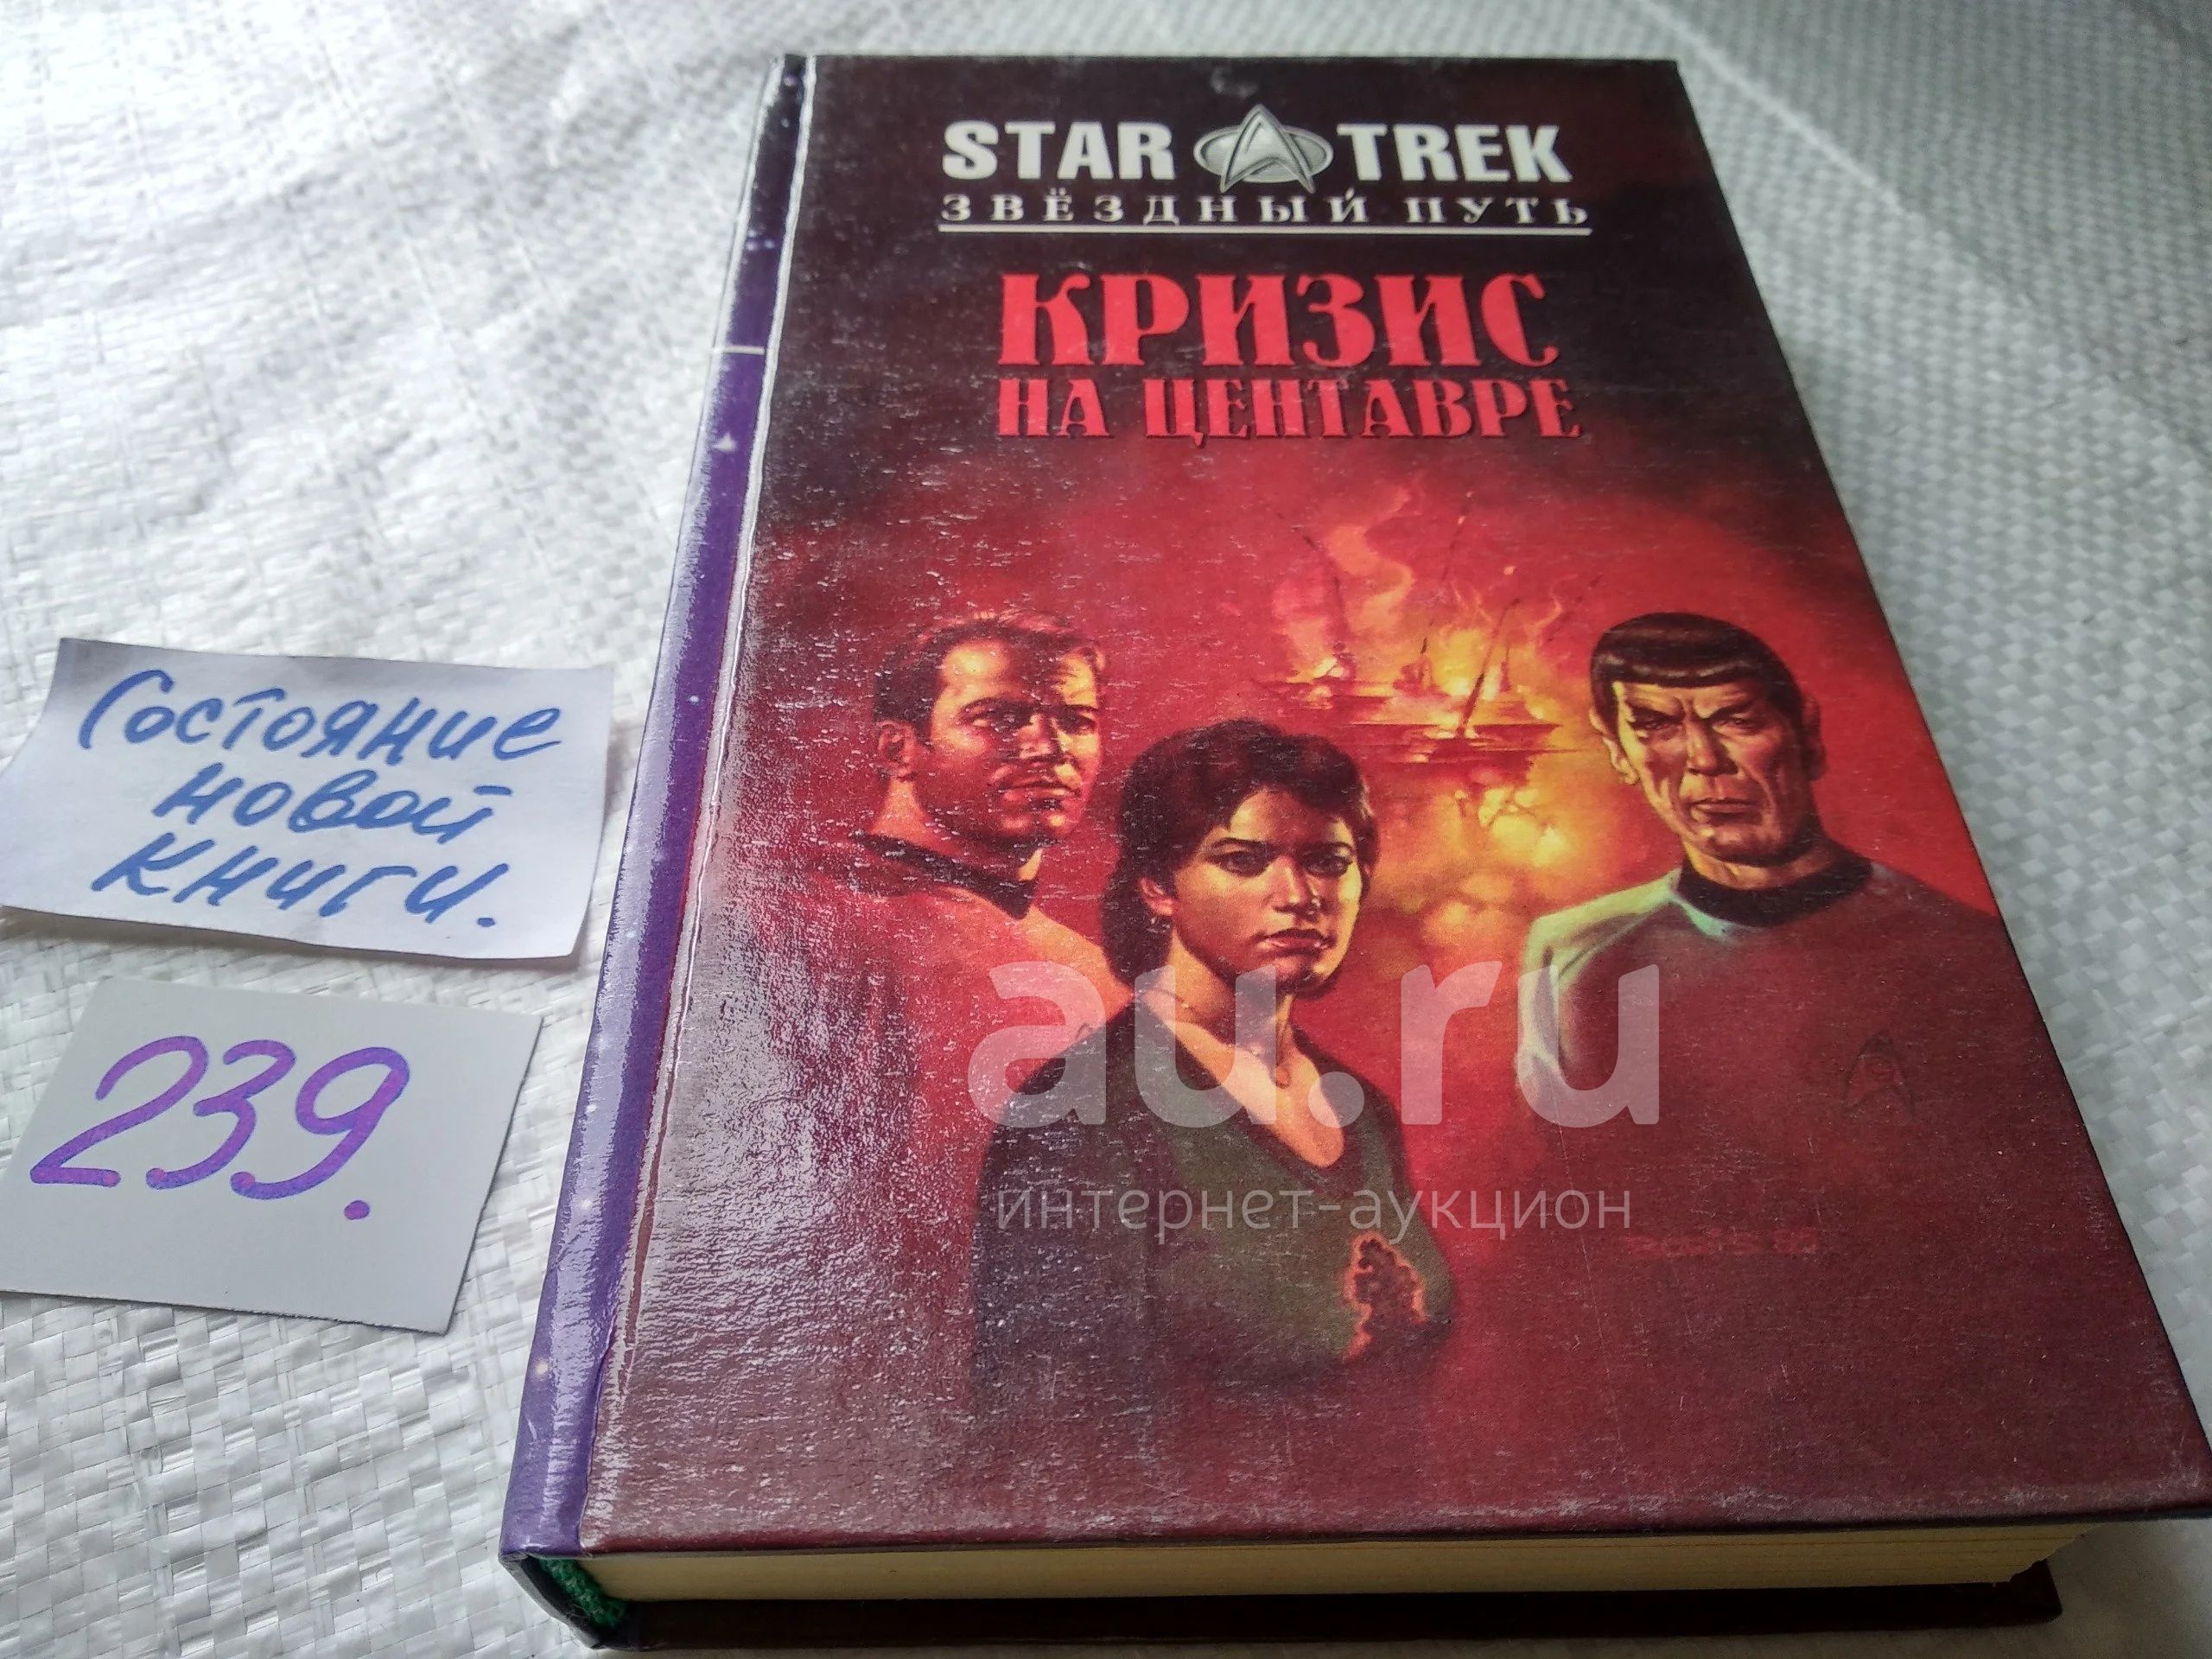 STAR TREK
ЗВЁЗДНЫЙ ПУТЬ
КРИЗИС
НА ЦЕНТАВРЕ
Состояние
новой
книги.
239.
au.ru
интернет-аукцион